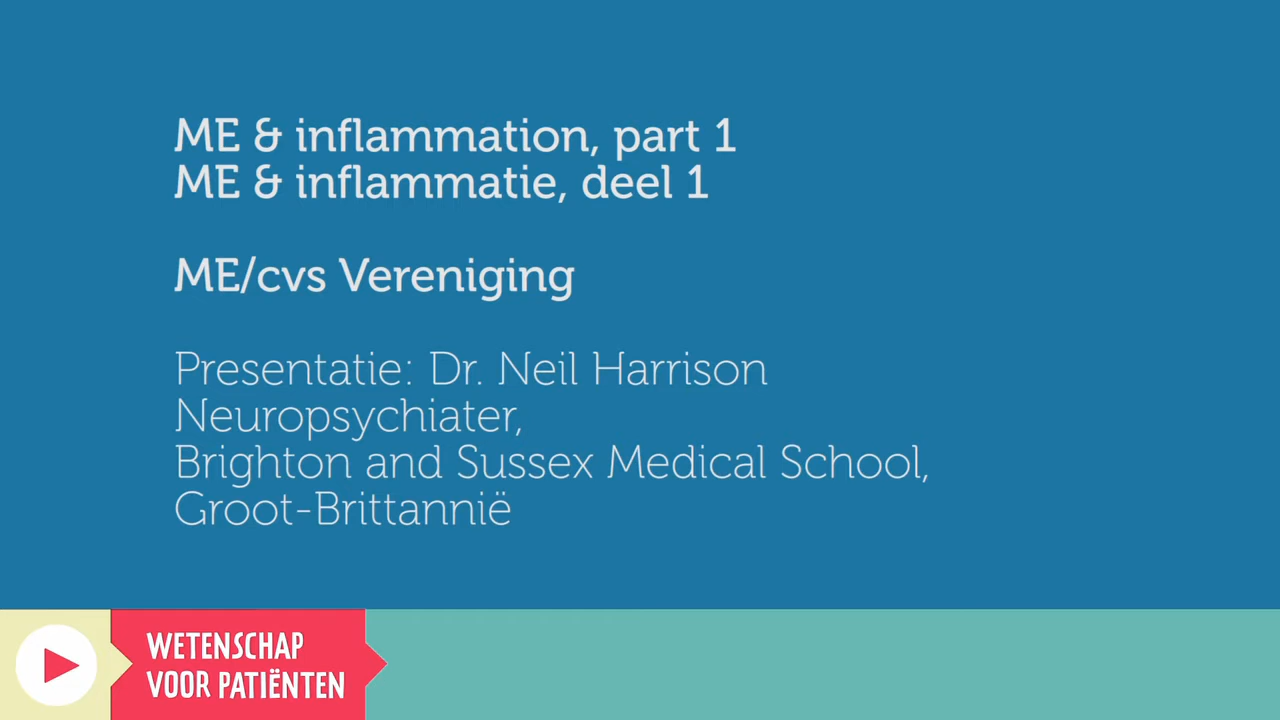 ME & inflammation, part 1
ME & inflammatie, deel 1
ME/cvs Vereniging
Presentatie: Dr. Neil Harrison
Neuropsychiater,
Brighton and Sussex Medical School,
Groot-Brittannië
WETENSCHAP
VOOR PATIËNTEN